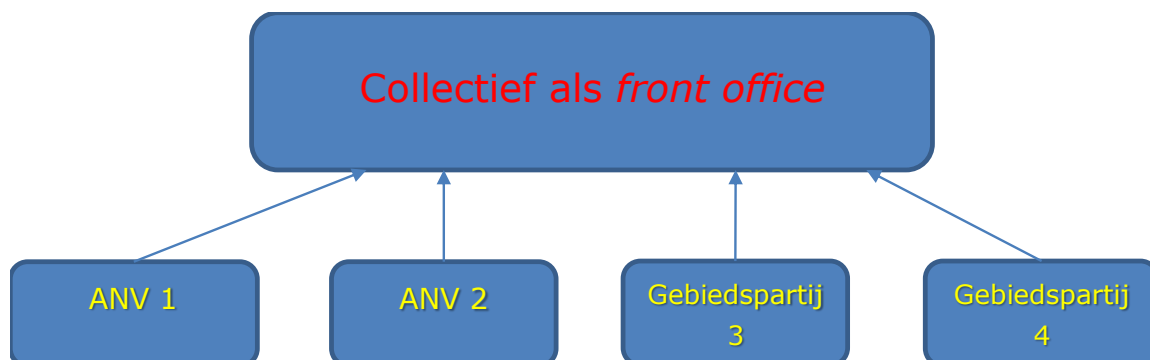 Collectief als front office
ANV 1
ANV 2
Gebiedspartij
3
Gebiedspartij
4